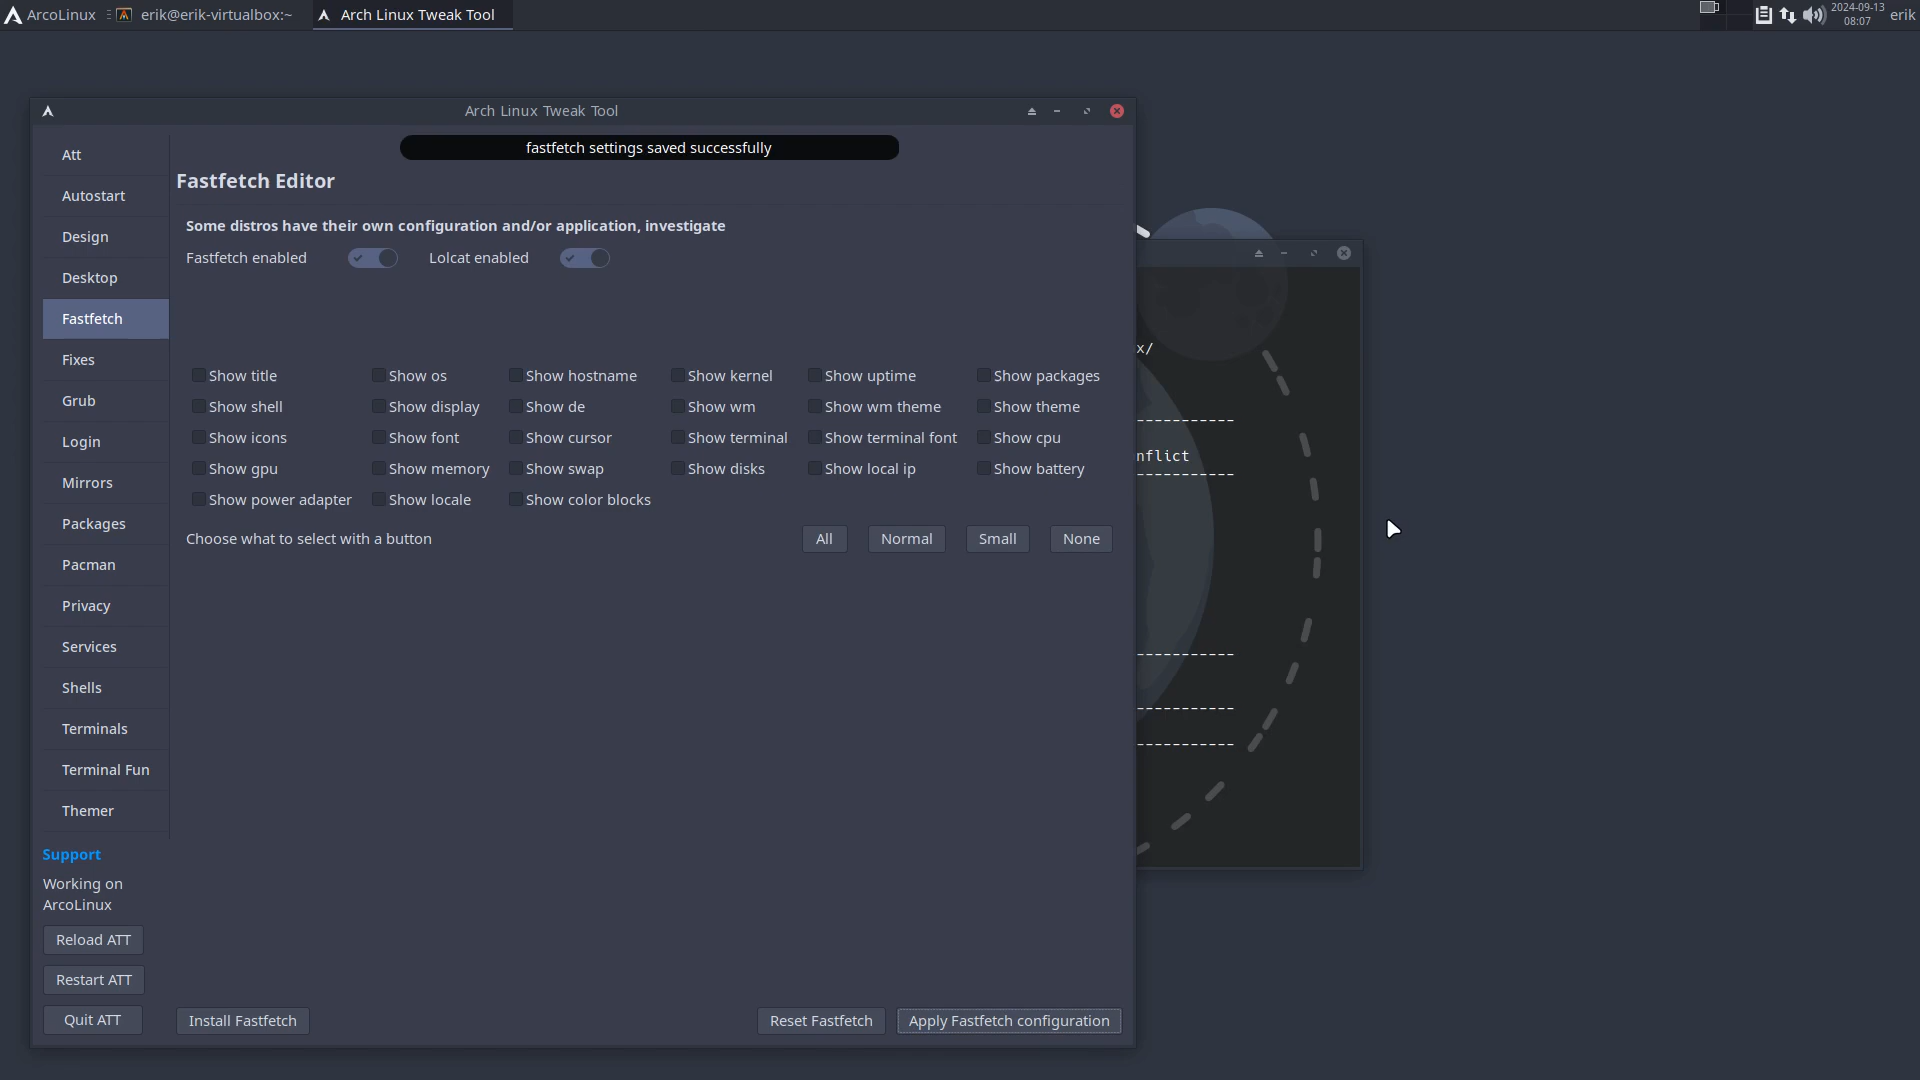 ArcoLinux
erik@erik-virtualbox:~
Arch Linux Tweak Tool
2024-09-13
08:07
erik
Arch Linux Tweak Tool
Att
Autostart
Design
Desktop
Fastfetch
Fixes
Grub
Login
Mirrors
Packages
Pacman
Privacy
Services
Shells
Terminals
Terminal Fun
Themer
Support
Working on
ArcoLinux
Reload ATT
Restart ATT
Quit ATT
fastfetch settings saved successfully
Fastfetch Editor
Some distros have their own configuration and/or application, investigate
Fastfetch enabled Lolcat enabled
Show title Show os Show hostname Show kernel Show uptime Show packages
Show shell Show display Show de Show wm Show wm theme Show theme
Show icons Show font Show cursor Show terminal Show terminal font Show cpu
Show gpu Show memory Show swap Show disks Show local ip Show battery
Show power adapter Show locale Show color blocks
Choose what to select with a button All Normal Small None
Install Fastfetch Reset Fastfetch Apply Fastfetch configuration
x/
-----------
nflict
-----------
-----------
-----------
-----------